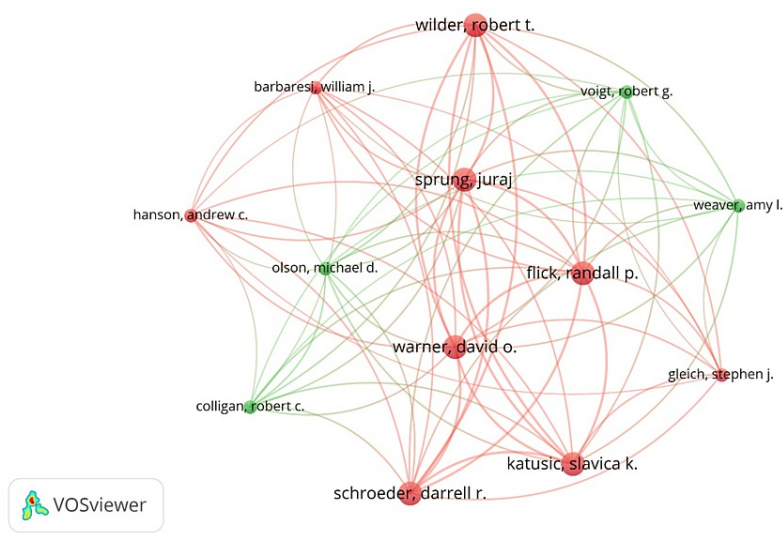 wilder, robert t.
barbaresi, william j.
voigt, robert g.
sprung, juraj
weaver, amy l.
hanson, andrew c.
olson, michael d.
flick, randall p.
warner, david o.
gleich, stephen j.
colligan, robert c.
katusic, slavica k.
schroeder, darrell r.
VOSviewer